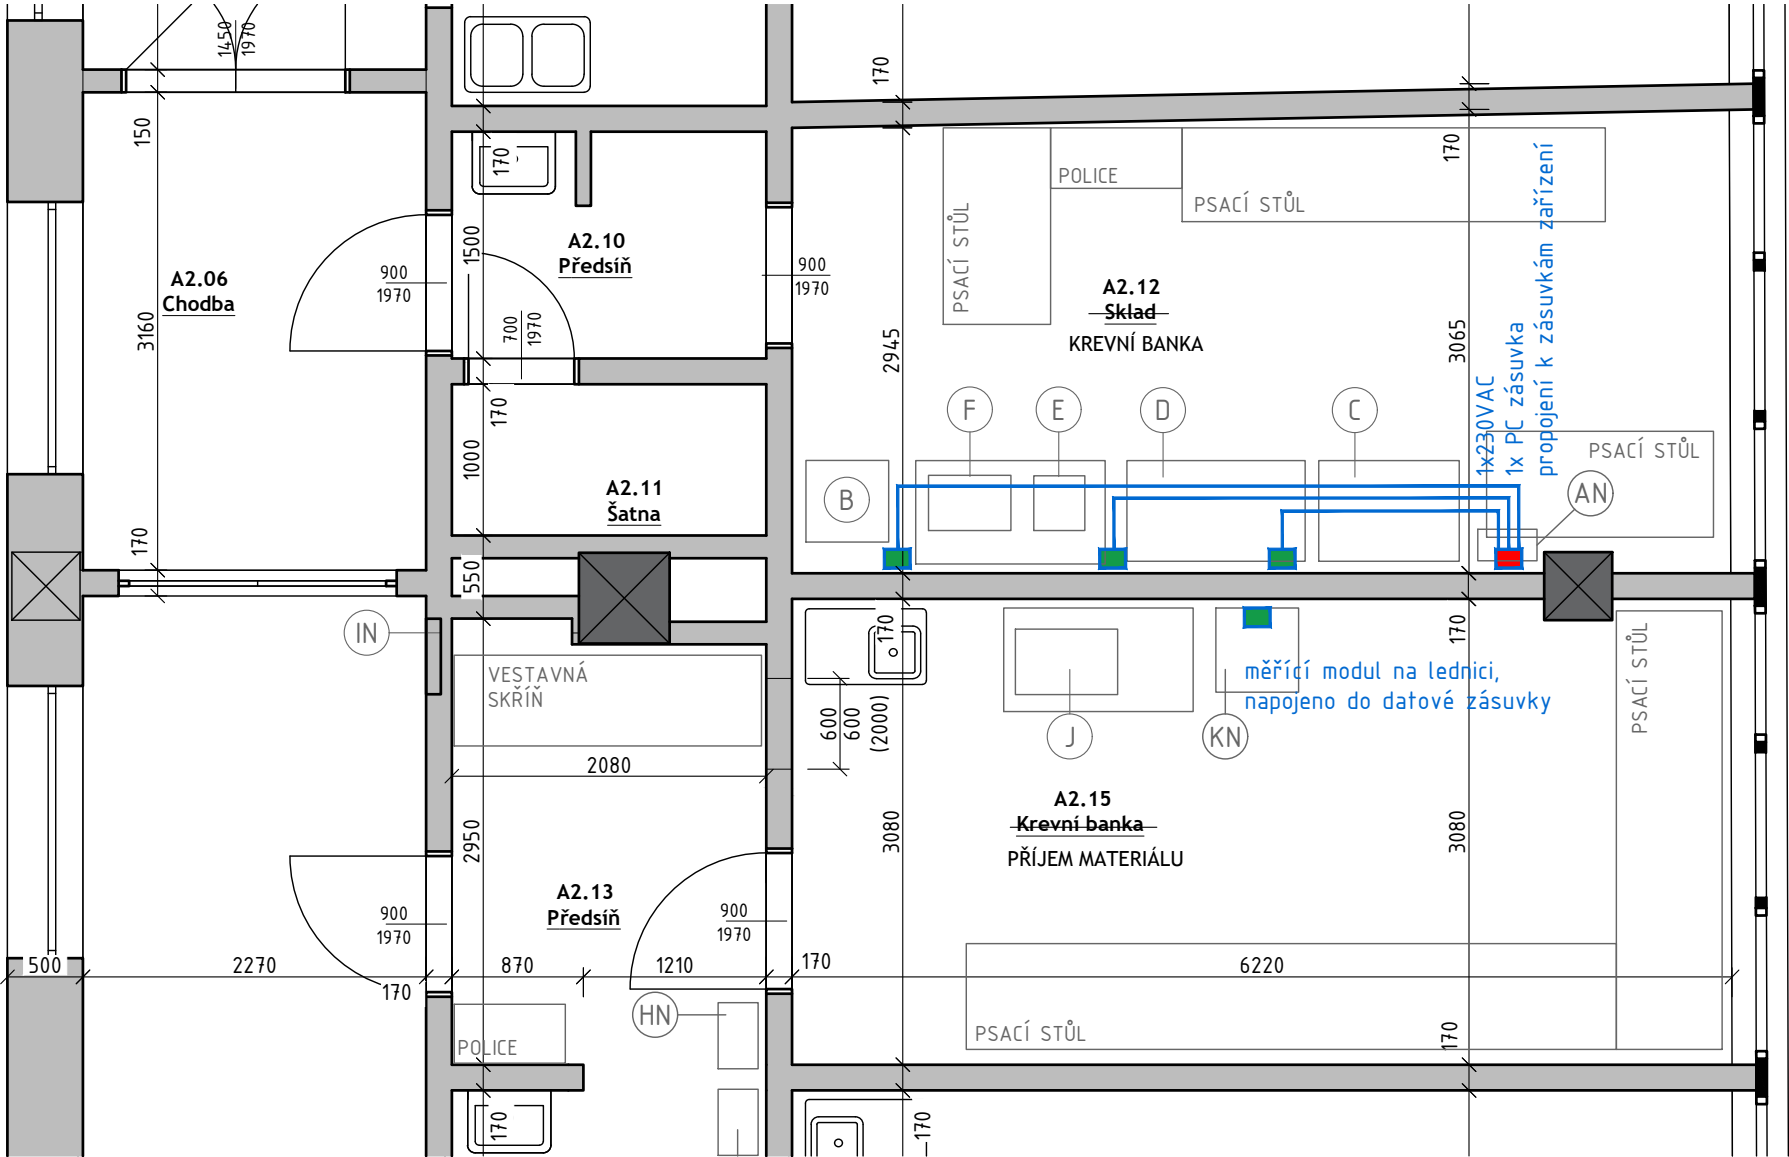 1450
1970
170
150
170
170
POLICE
PSACÍ STŮL
PSACÍ STŮL
1x230VAC
1x PC zásuvka
propojení k zásuvkám zařízení
A2.06
Chodba
900
1970
1500
A2.10
Předsíň
900
1970
700
1970
A2.12
Sklad
KREVNÍ BANKA
3160
2945
3065
170
1000
A2.11
Šatna
F
E
D
C
B
PSACÍ STŮL
AN
170
550
IN
VESTAVNÁ
SKŘÍŇ
170
600
600
(2000)
J
KN
170
měřící modul na lednici,
napojeno do datové zásuvky
PSACÍ STŮL
2080
2950
A2.15
Krevní banka
PŘÍJEM MATERIÁLU
3080
3080
A2.13
Předsíň
900
1970
900
1970
500
2270
170
870
1210
170
6220
HN
POLICE
PSACÍ STŮL
170
170
170